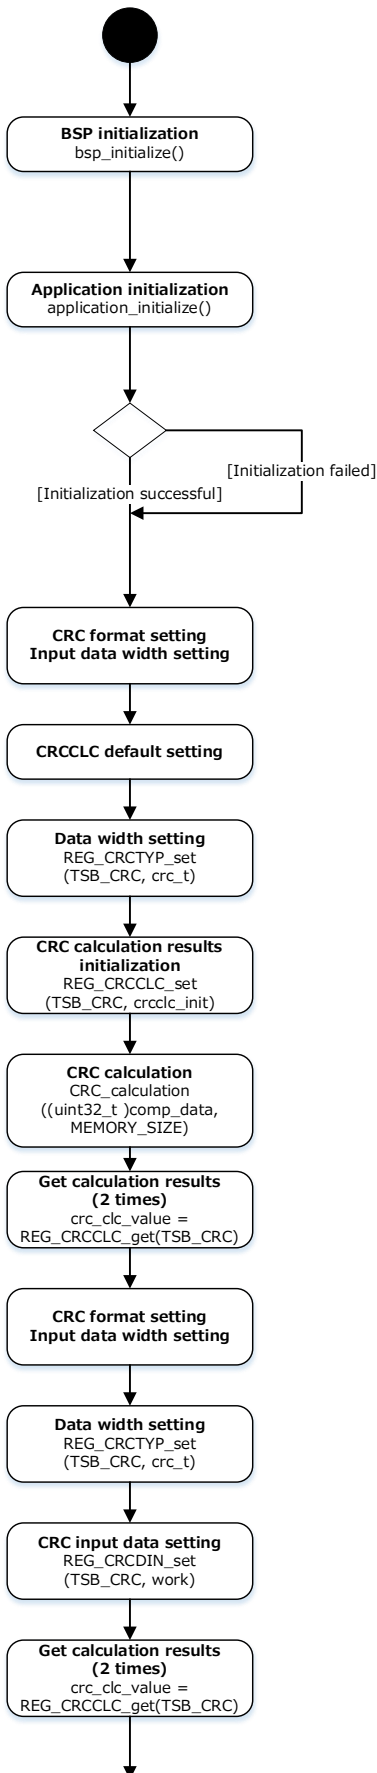 BSP initialization
bsp_initialize()
Application initialization
application_initialize()
[Initialization failed]
[Initialization successful]
CRC format setting
Input data width setting
CRCCLC default setting
Data width setting
REG_CRCTYP_set
(TSB_CRC, crc_t)
CRC calculation results
initialization
REG_CRCCLC_set
(TSB_CRC, crcclc_init)
CRC calculation
CRC_calculation
((uint32_t )comp_data,
MEMORY_SIZE)
Get calculation results
(2 times)
crc_clc_value =
REG_CRCCLC_get(TSB_CRC)
CRC format setting
Input data width setting
Data width setting
REG_CRCTYP_set
(TSB_CRC, crc_t)
CRC input data setting
REG_CRCDIN_set
(TSB_CRC, work)
Get calculation results
(2 times)
crc_clc_value =
REG_CRCCLC_get(TSB_CRC)